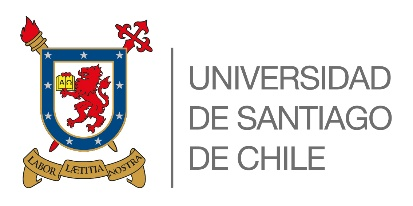 UNIVERSIDAD
DE SANTIAGO
DE CHILE
LABOR LÆTITIA NOSTRA